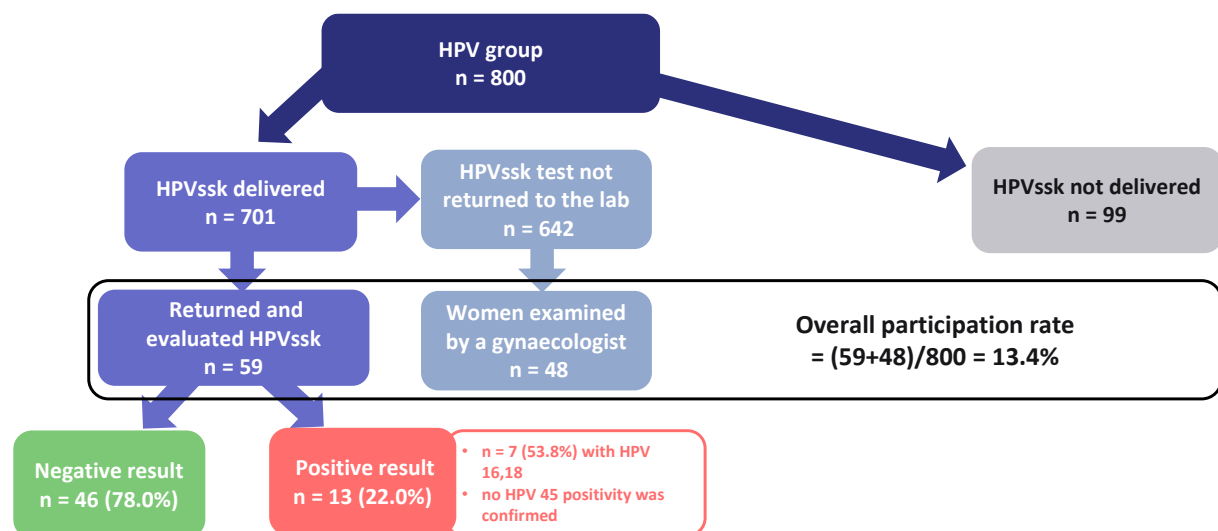 HPV group
n = 800
HPVssk delivered
n = 701
HPVssk test not
returned to the lab
n = 642
HPVssk not delivered
n = 99
Returned and
evaluated HPVssk
n = 59
Women examined
by a gynaecologist
n = 48
Overall participation rate
= (59+48)/800 = 13.4%
Negative result
n = 46 (78.0%)
Positive result
n = 13 (22.0%)
• n = 7 (53.8%) with HPV
16,18
• no HPV 45 positivity was
confirmed